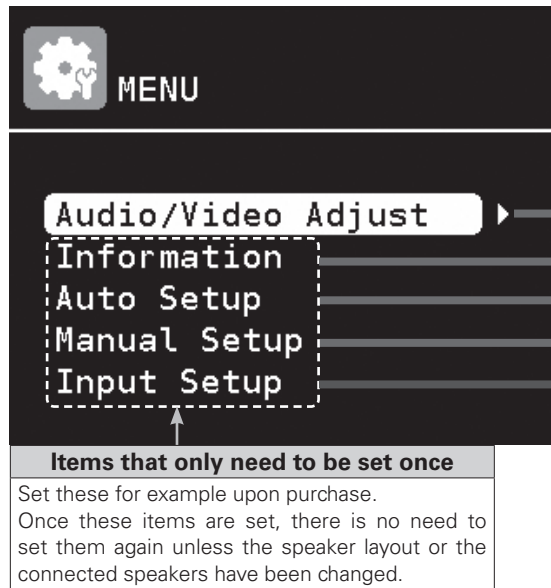 MENU
Audio/Video Adjust
Information
Auto Setup
Manual Setup
Input Setup
Items that only need to be set once
Set these for example upon purchase.
Once these items are set, there is no need to
set them again unless the speaker layout or the
connected speakers have been changed.